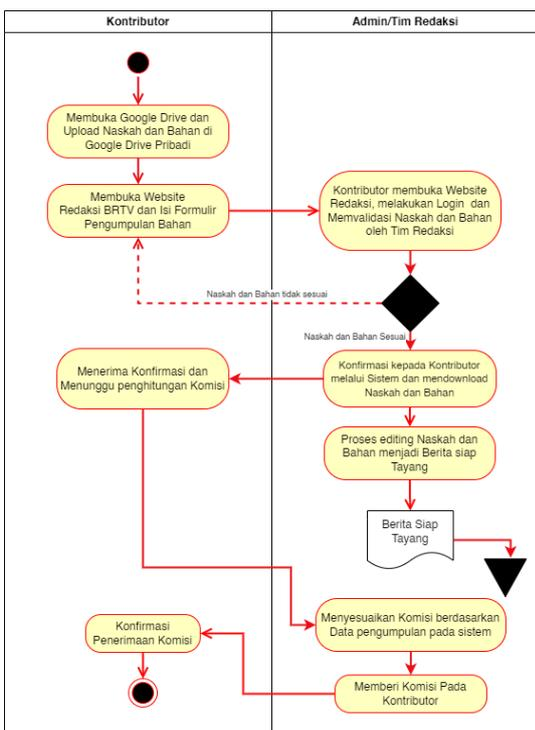 Kontributor
Admin/Tim Redaksi
Membuka Google Drive dan
Upload Naskah dan Bahan di
Google Drive Pribadi
Membuka Website
Redaksi BRTV dan Isi Formulir
Pengumpulan Bahan
Kontributor membuka Website
Redaksi, melakukan Login dan
Memvalidasi Naskah dan Bahan
oleh Tim Redaksi
Naskah dan Bahan tidak sesuai
Naskah dan Bahan Sesuai
Menerima Konfirmasi dan
Menunggu penghitungan Komisi
Konfirmasi kepada Kontributor
melalui Sistem dan mendownload
Naskah dan Bahan
Proses editing Naskah dan
Bahan menjadi Berita siap
Tayang
Berita Siap
Tayang
Konfirmasi
Penerimaan Komisi
Menyesuaikan Komisi berdasarkan
Data pengumpulan pada sistem
Memberi Komisi Pada
Kontributor